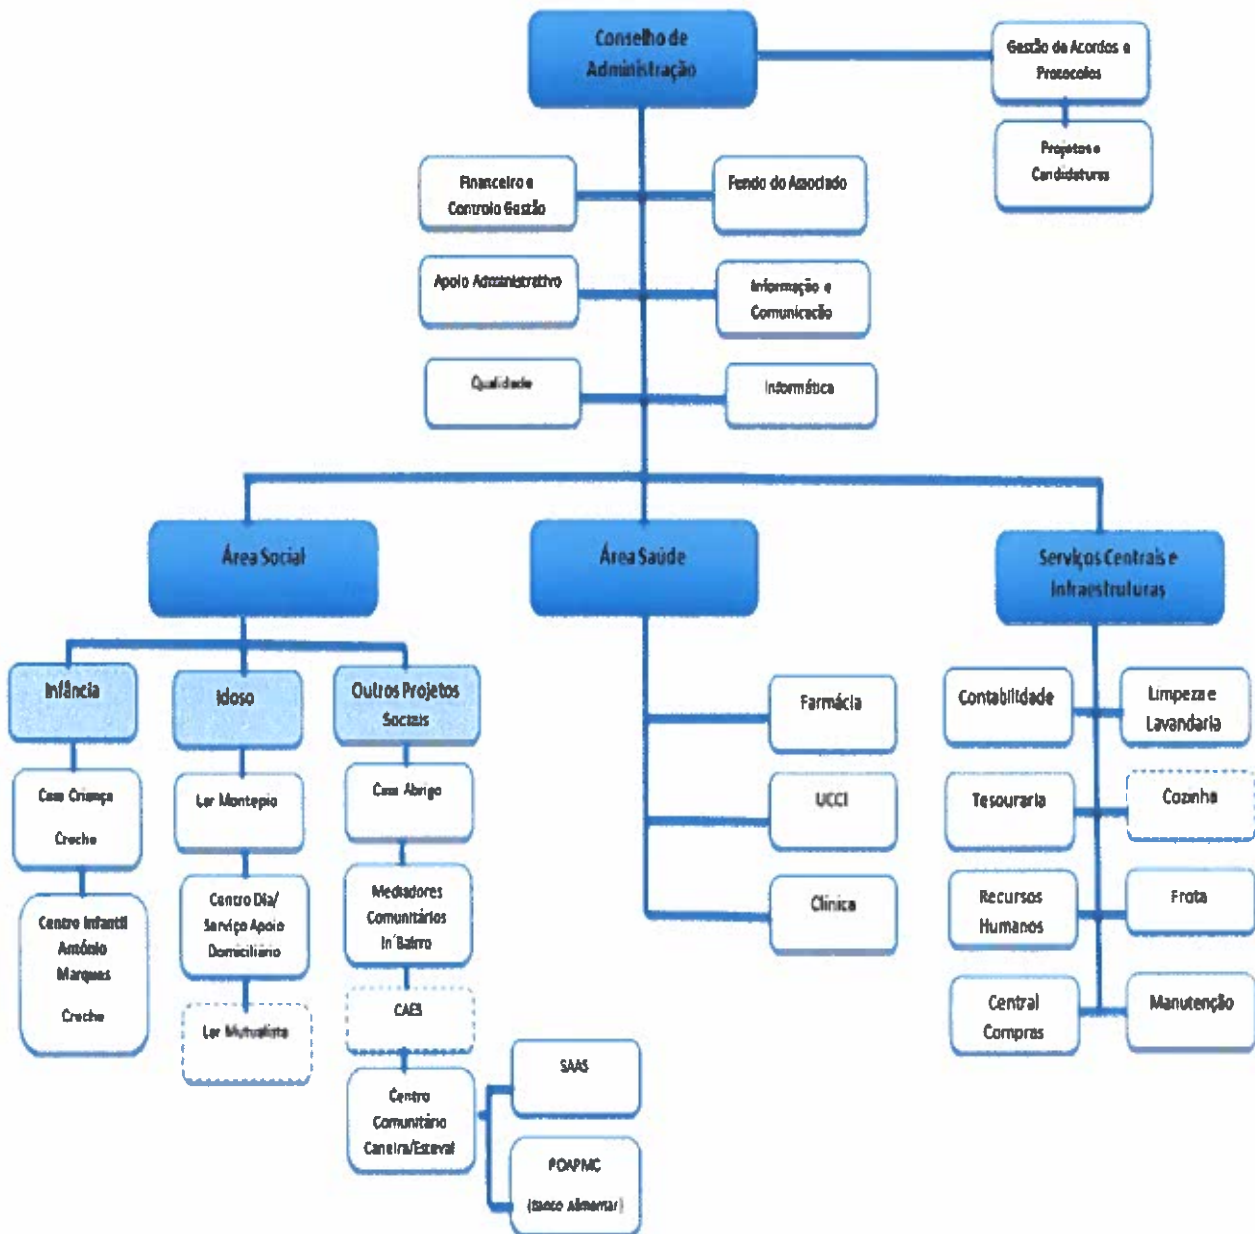 Conselho de
Administração
Gestão de Acordos e
Protocolos
Projetos e
Candidaturas
Financeiro e
Controlo Gestão
Fundo do Associado
Apoio Administrativo
Informação e
Comunicação
Qualidade
Informática
Área Social
Área Saúde
Serviços Centrais e
Infraestruturas
Infância
Idoso
Outros Projetos
Sociais
Casa Criança
Creche
Centro Infantil
António
Marques
Creche
Lar Montepio
Centro Dia/
Serviço Apoio
Domiciliário
Lar Mutualista
Casa Abrigo
Mediadores
Comunitários
In´Bairro
CAES
Centro
Comunitário
Caneira/Esteval
SAAS
POAPMC
(Banco Alimentar)
Farmácia
UCCI
Clínica
Contabilidade
Limpeza e
Lavandaria
Tesouraria
Cozinha
Recursos
Humanos
Frota
Central
Compras
Manutenção